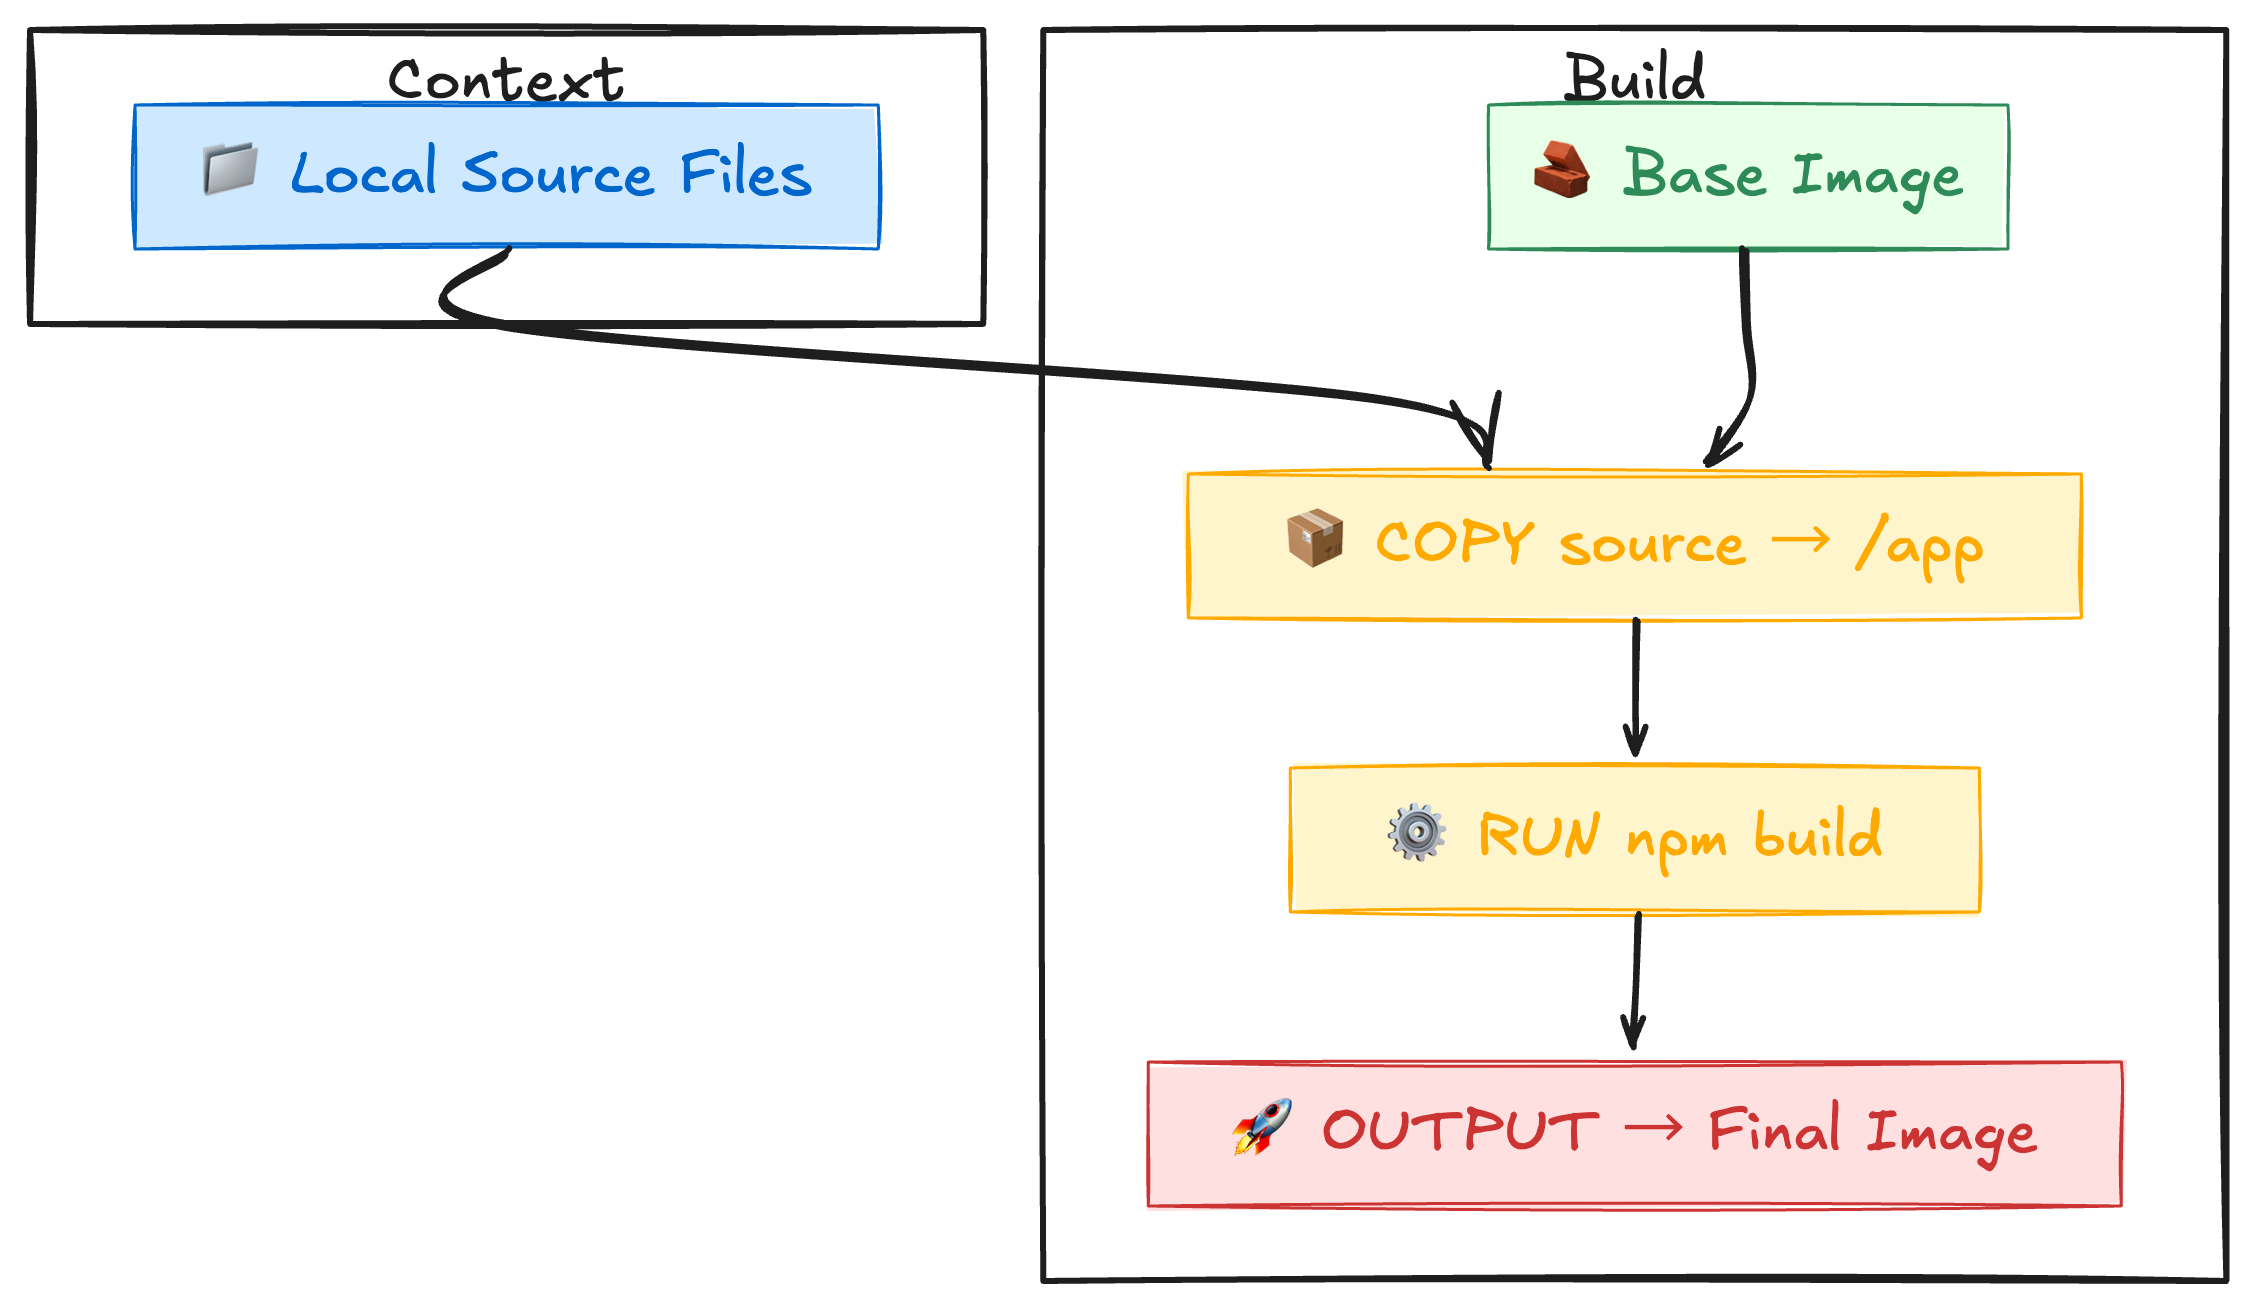 Context
📁 Local Source Files
Build
🧱 Base Image
📦 COPY source → /app
⚙️ RUN npm build
🚀 OUTPUT → Final Image